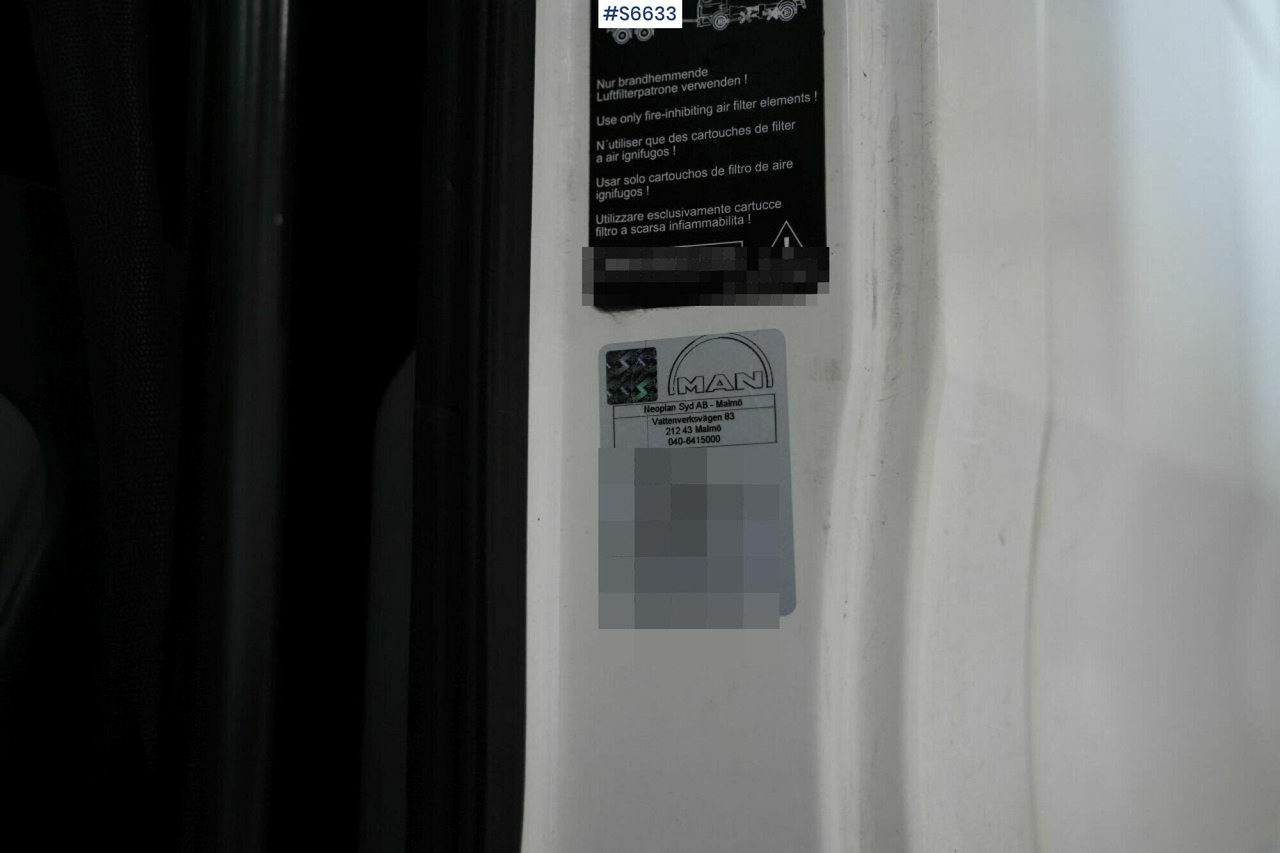 #S6633
Nur brandhemmende
Luftfilterpatrone verwenden !
Use only fire-inhibiting air filter elements !
N´utiliser que des cartouches de filter
a air ignifugos !
Usar solo cartouchos de filtro de aire
ignifugos !
Utilizzare esclusivamente cartucce
filtro a scarsa infiammabilita !
MAN
Neoplan Syd AB - Malmö
Vattenverksvägen 83
212 43 Malmö
040-6415000